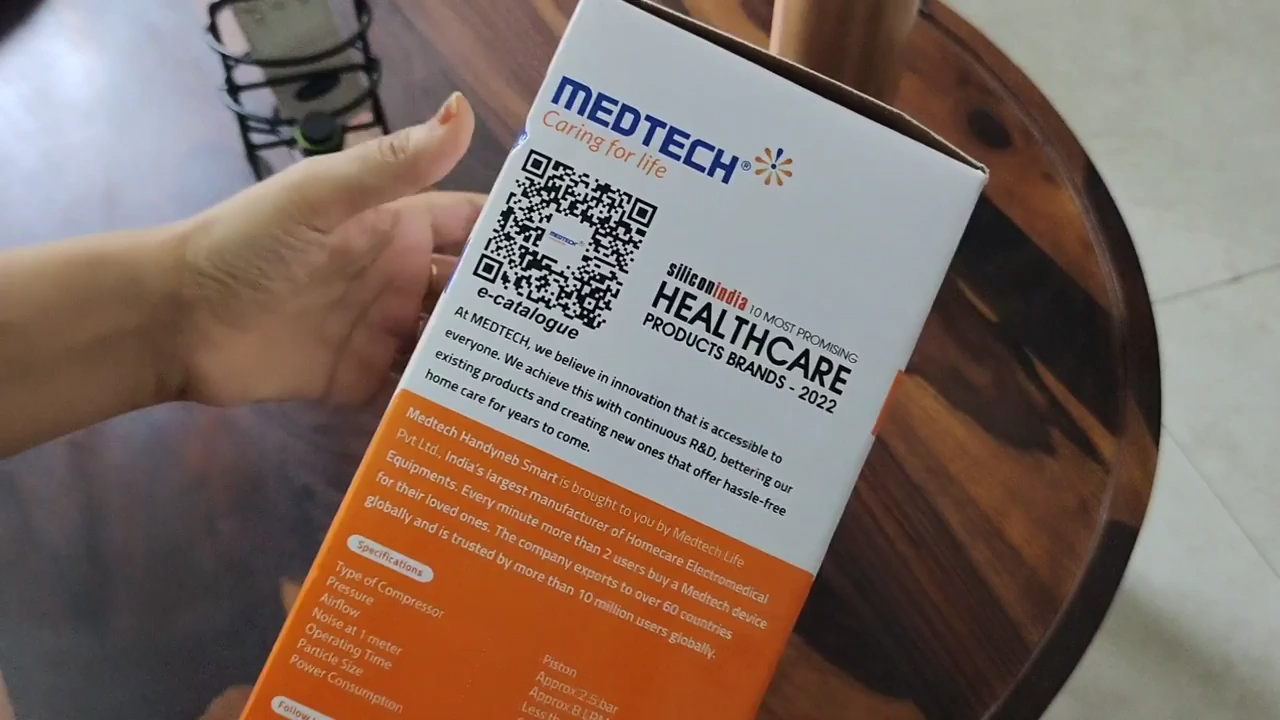 MEDTECH®
Caring for life
MEDTECH
e-catalogue
siliconindia 10 MOST PROMISING
HEALTHCARE
PRODUCTS BRANDS - 2022
At MEDTECH, we believe in innovation that is accessible to
everyone. We achieve this with continuous R&D, bettering our
existing products and creating new ones that offer hassle-free
home care for years to come.
Medtech Handyneb Smart is brought to you by Medtech Life
Pvt Ltd., India's largest manufacturer of Homecare Electromedical
Equipments. Every minute more than 2 users buy a Medtech device
for their loved ones. The company exports to over 60 countries
globally and is trusted by more than 10 million users globally.
Specifications
Type of Compressor Piston
Pressure Approx 2.5 bar
Airflow Approx 8 LPM
Noise at 1 meter Less
Operating Time
Particle Size
Power Consumption
Follow